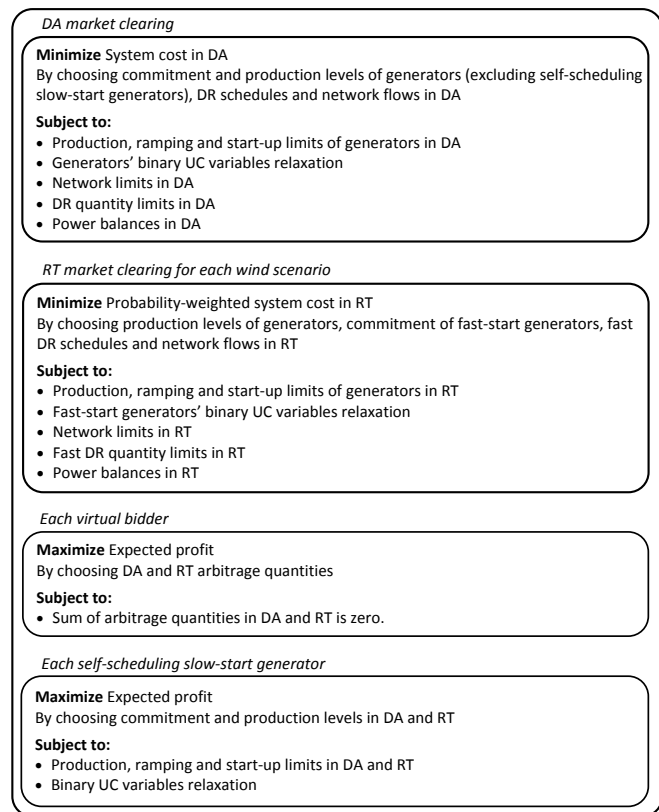 DA market clearing
Minimize System cost in DA
By choosing commitment and production levels of generators (excluding self-scheduling
slow-start generators), DR schedules and network flows in DA
Subject to:
• Production, ramping and start-up limits of generators in DA
• Generators’ binary UC variables relaxation
• Network limits in DA
• DR quantity limits in DA
• Power balances in DA
RT market clearing for each wind scenario
Minimize Probability-weighted system cost in RT
By choosing production levels of generators, commitment of fast-start generators, fast
DR schedules and network flows in RT
Subject to:
• Production, ramping and start-up limits of generators in RT
• Fast-start generators’ binary UC variables relaxation
• Network limits in RT
• Fast DR quantity limits in RT
• Power balances in RT
Each virtual bidder
Maximize Expected profit
By choosing DA and RT arbitrage quantities
Subject to:
• Sum of arbitrage quantities in DA and RT is zero.
Each self-scheduling slow-start generator
Maximize Expected profit
By choosing commitment and production levels in DA and RT
Subject to:
• Production, ramping and start-up limits in DA and RT
• Binary UC variables relaxation